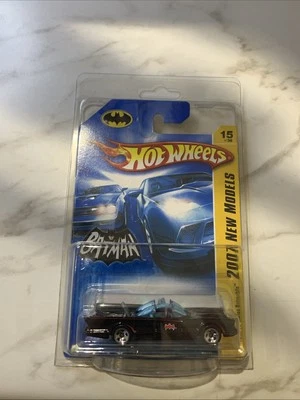 HOT WHEELS
BATMAN
15
2007 NEW MODELS